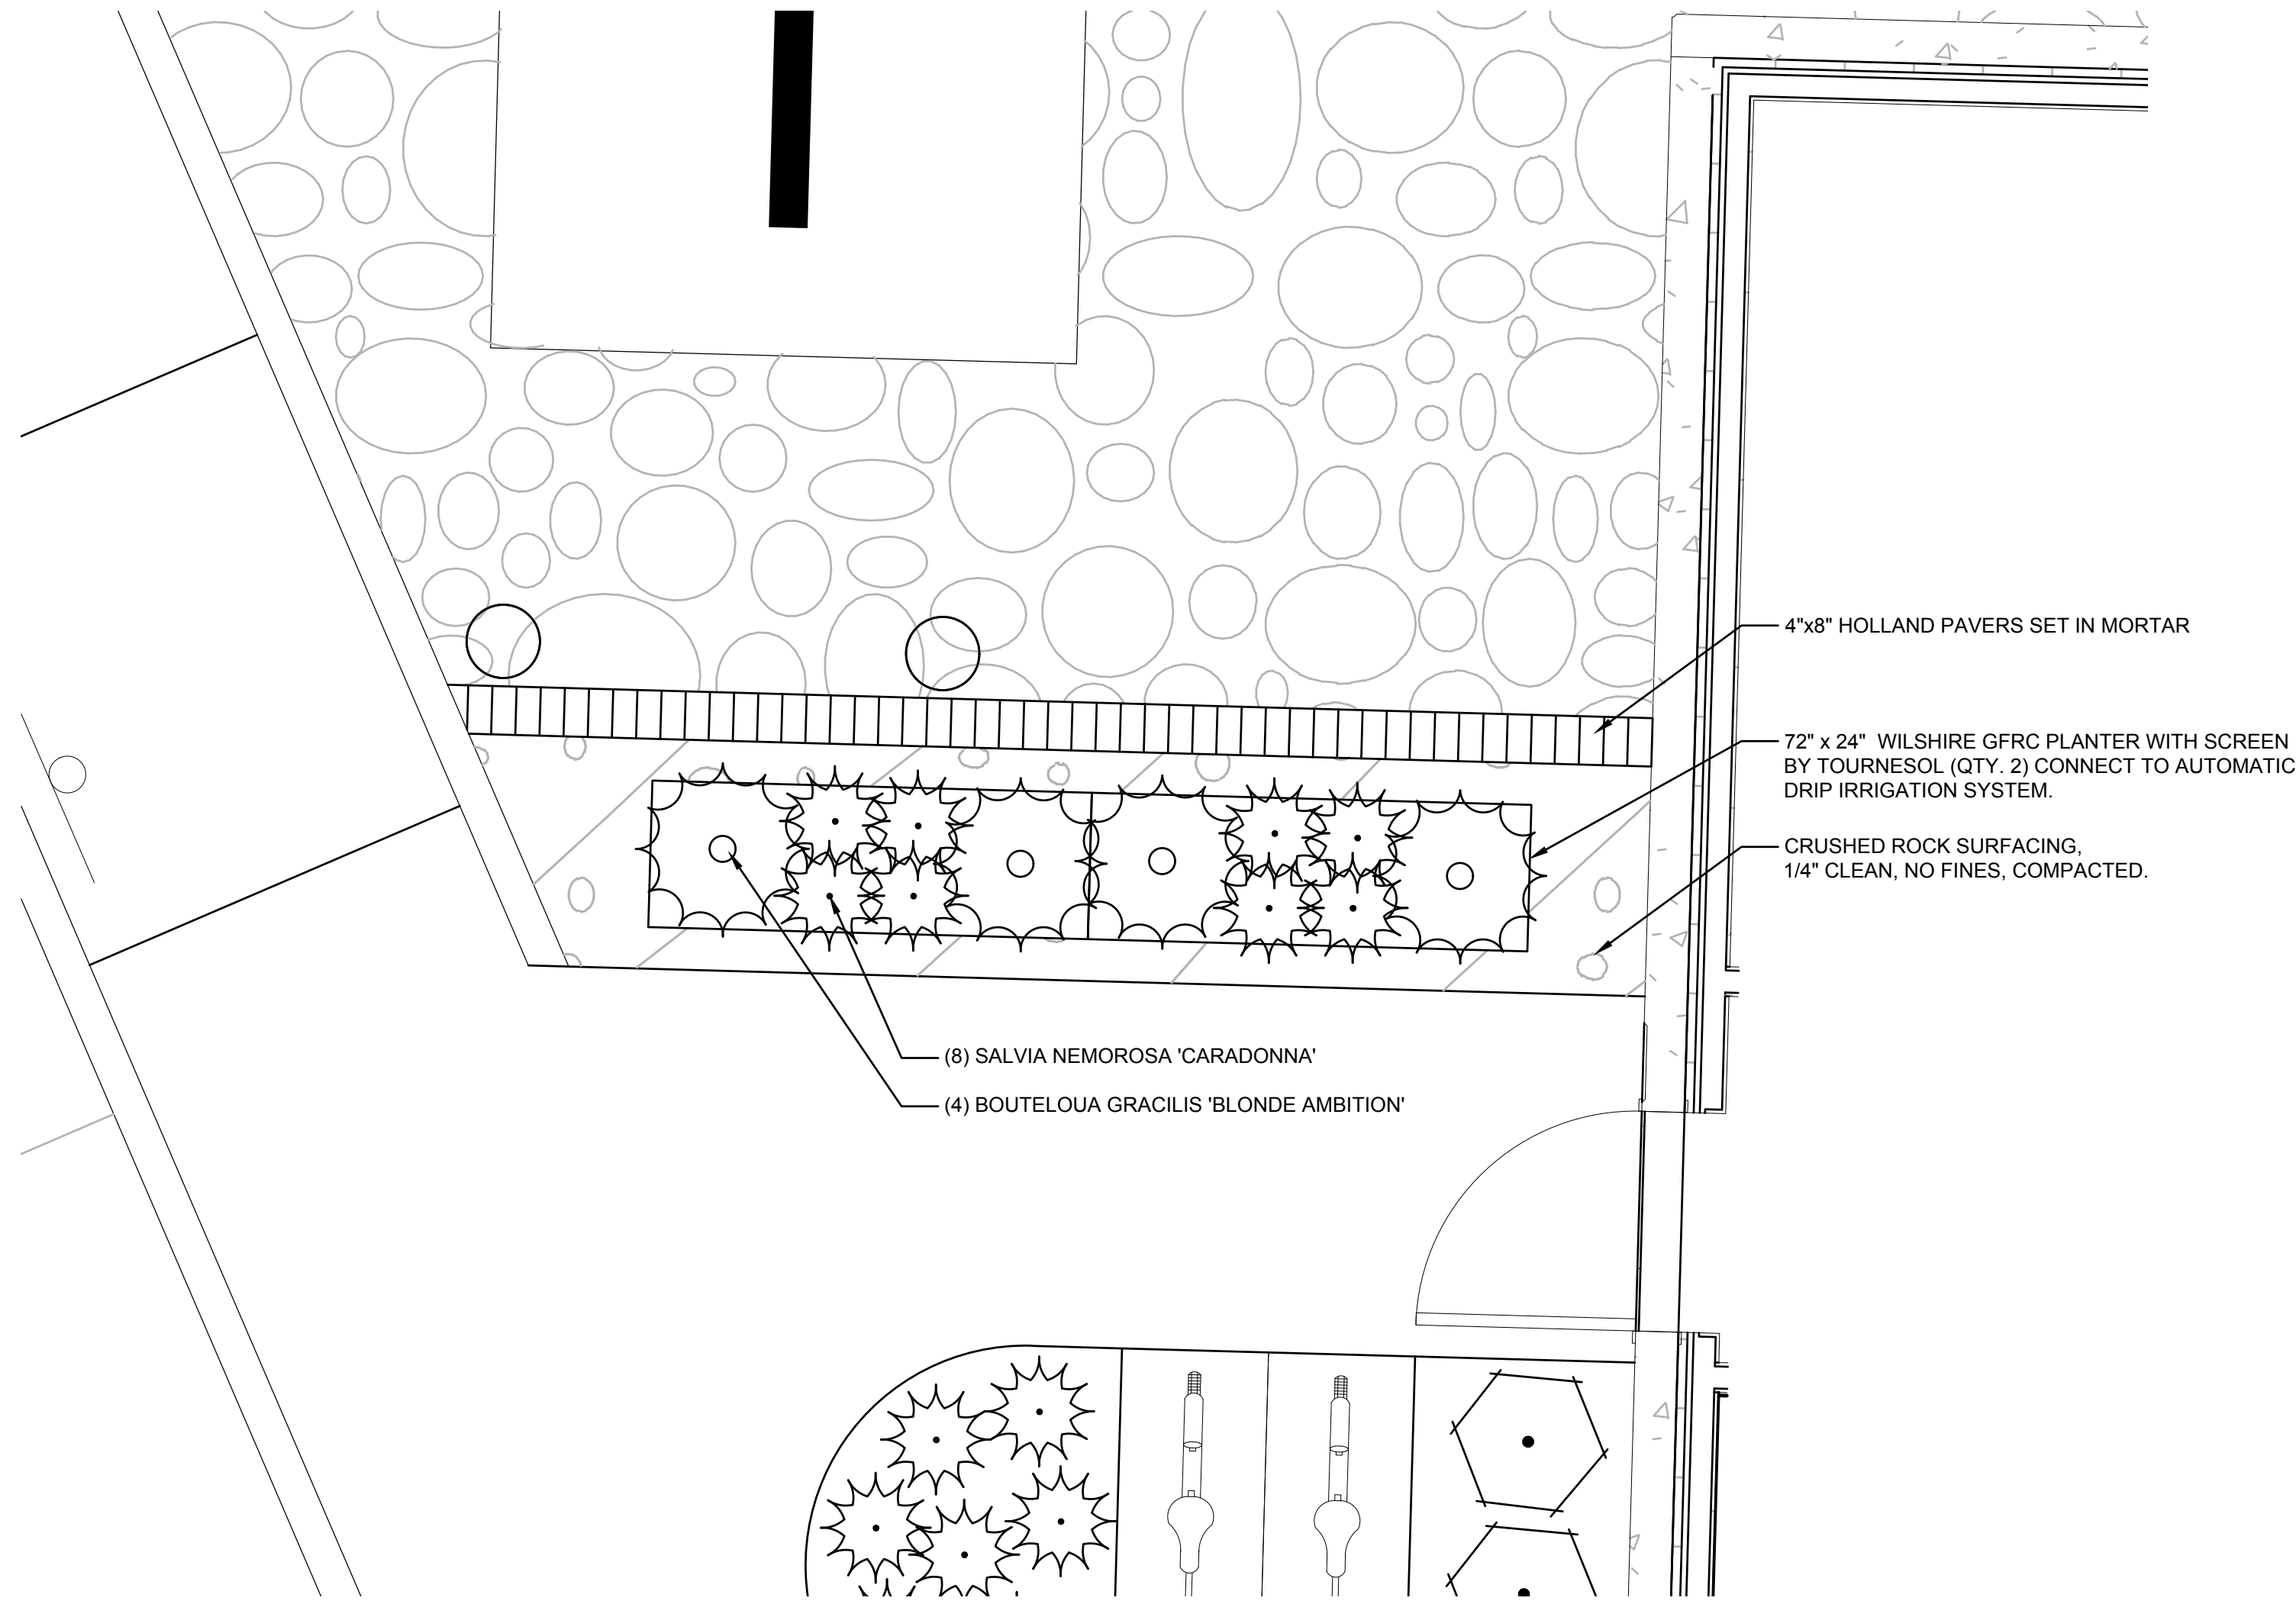 4"x8" HOLLAND PAVERS SET IN MORTAR
72" x 24" WILSHIRE GFRC PLANTER WITH SCREEN
BY TOURNESOL (QTY. 2) CONNECT TO AUTOMATIC
DRIP IRRIGATION SYSTEM.
CRUSHED ROCK SURFACING,
1/4" CLEAN, NO FINES, COMPACTED.
(8) SALVIA NEMOROSA 'CARADONNA'
(4) BOUTELOUA GRACILIS 'BLONDE AMBITION'